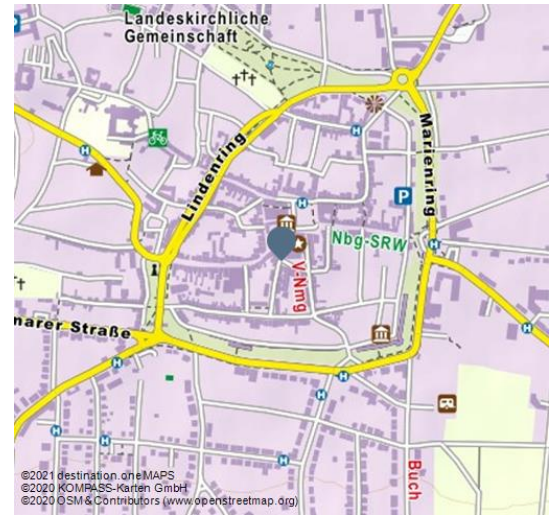 Landeskirchliche
Gemeinschaft
Lindenring
Marienring
P
Nbg-SRW
V-Nmg
narer Straße
Buch
H
H
H
H
H
H
H
H
H
H
H
©2021 destination.one MAPS
©2020 KOMPASS-Karten GmbH
©2020 OSM & Contributors (www.openstreetmap.org)